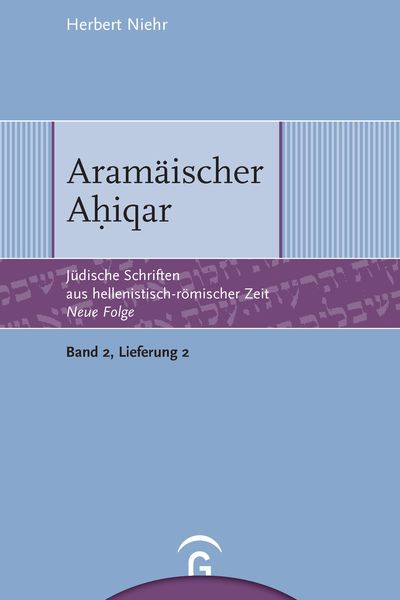 Herbert Niehr
Aramäischer
Aḥiqar
Jüdische Schriften
aus hellenistisch-römischer Zeit
Neue Folge
Band 2, Lieferung 2
G